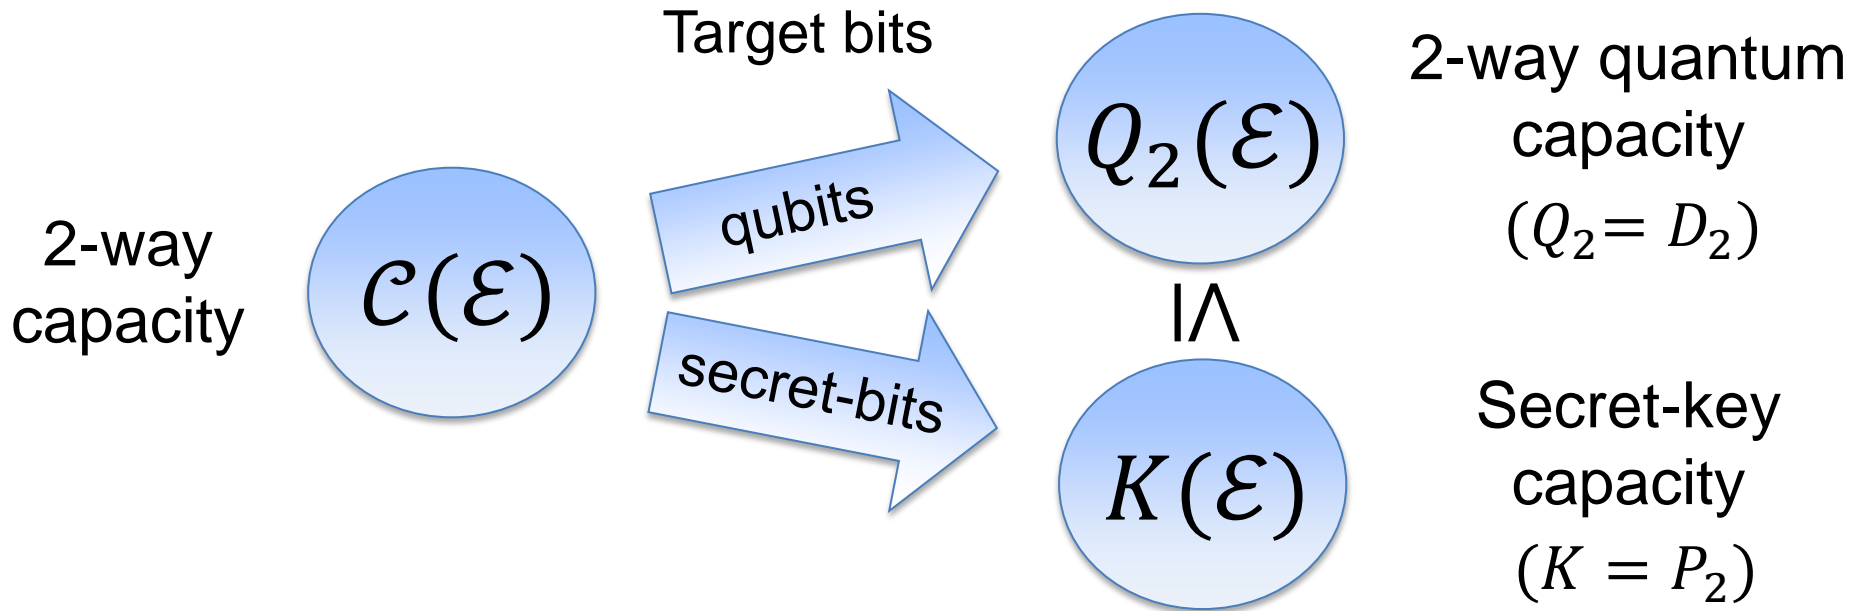 Target bits
2-way
capacity
𝒞(ℰ)
qubits
secret-bits
Q₂(ℰ)
2-way quantum
capacity
(Q₂= D₂)
I/\
K(ℰ)
Secret-key
capacity
(K = P₂)